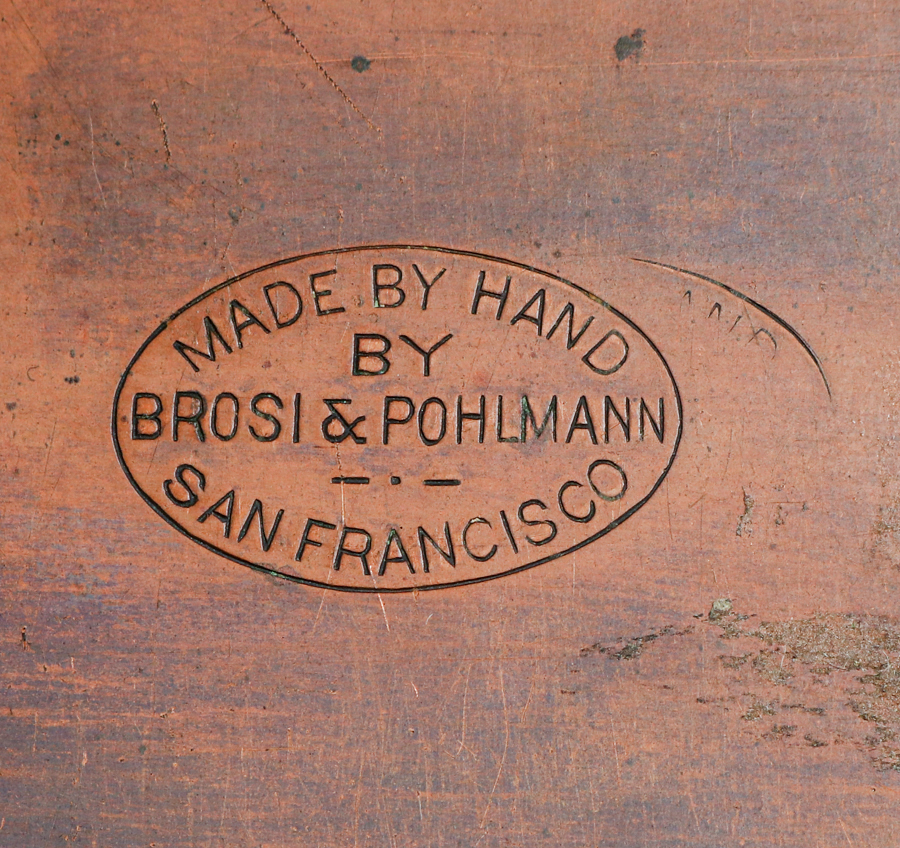 MADE BY HAND
BY
BROSI & POHLMANN
— · —
SAN FRANCISCO